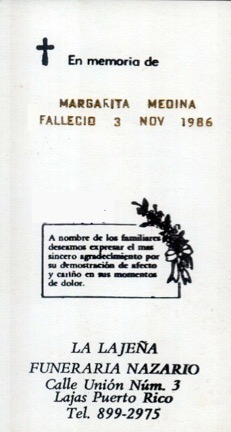 En memoria de
MARGARITA MEDINA
FALLECIO 3 NOV 1986
A nombre de los familiares
deseamos expresar el mas
sincero agradecimiento por
su demostración de afecto
y cariño en sus momentos
de dolor.
LA LAJEÑA
FUNERARIA NAZARIO
Calle Unión Núm. 3
Lajas Puerto Rico
Tel. 899-2975